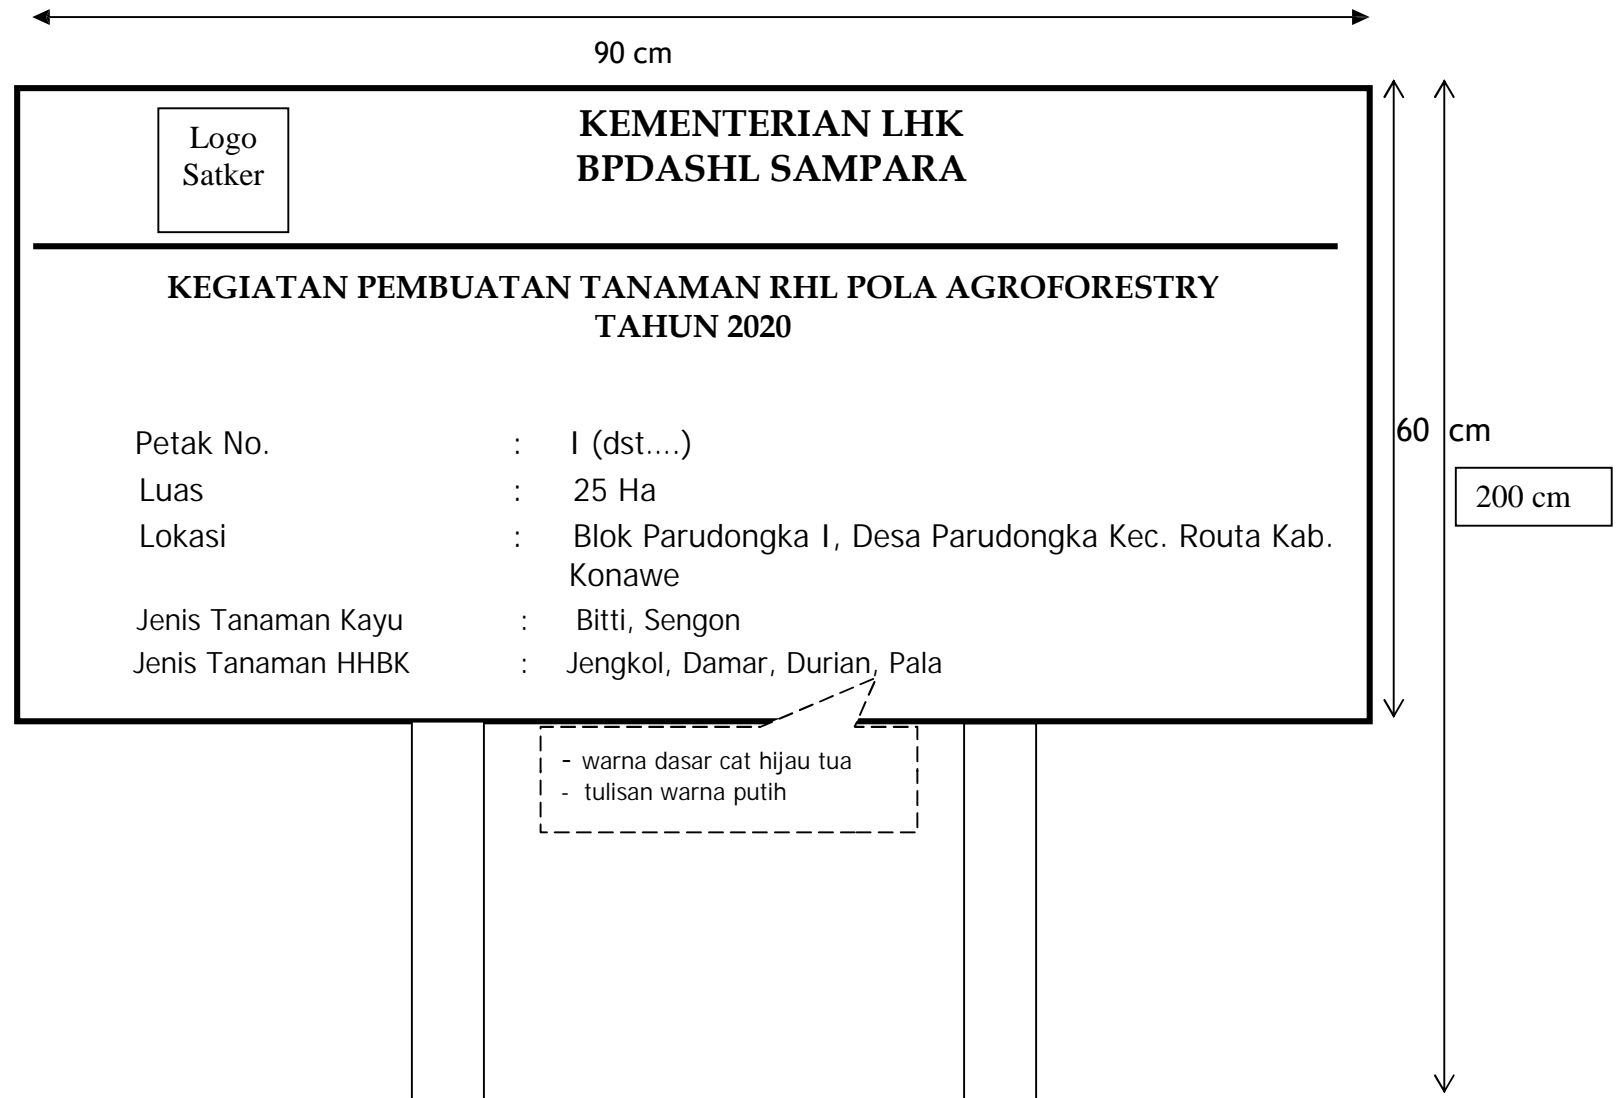 90 cm
Logo
Satker
KEMENTERIAN LHK
BPDASHL SAMPARA
KEGIATAN PEMBUATAN TANAMAN RHL POLA AGROFORESTRY
TAHUN 2020
Petak No. : I (dst....)
Luas : 25 Ha
Lokasi : Blok Parudongka I, Desa Parudongka Kec. Routa Kab.
Konawe
Jenis Tanaman Kayu : Bitti, Sengon
Jenis Tanaman HHBK : Jengkol, Damar, Durian, Pala
60 cm
200 cm
- warna dasar cat hijau tua
- tulisan warna putih